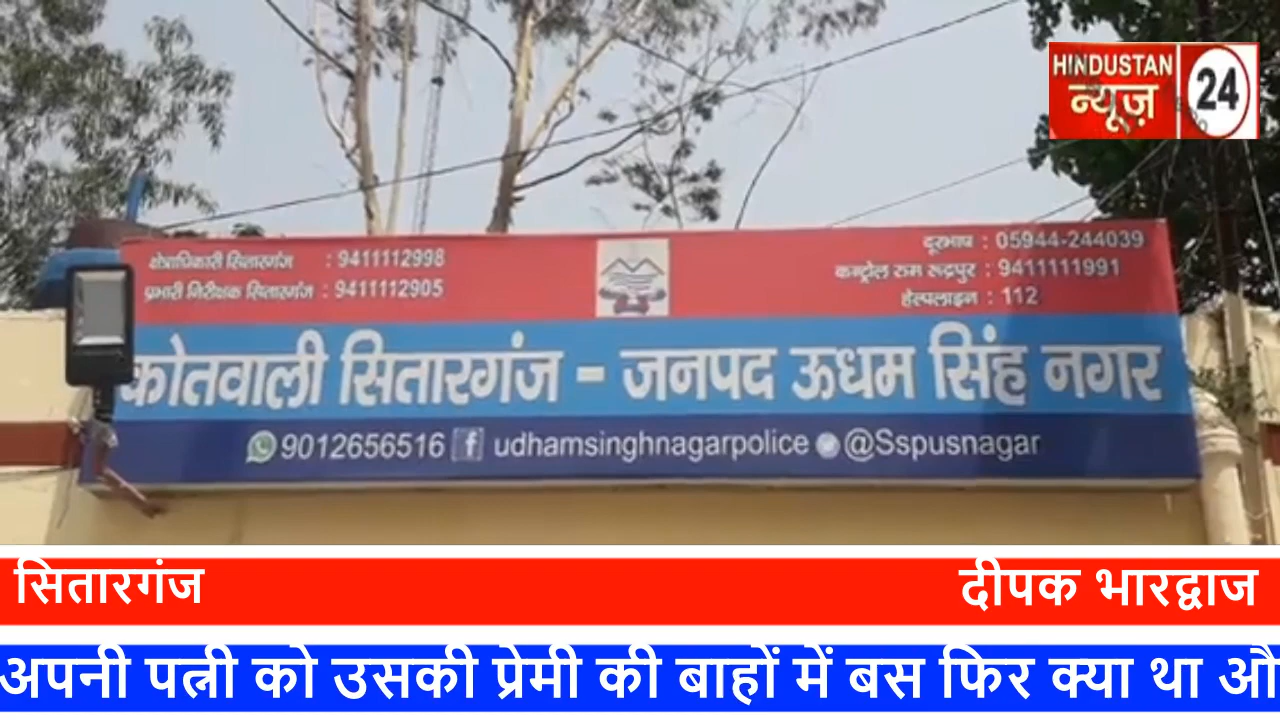 HINDUSTAN
न्यूज़ 24
क्षेत्राधिकारी सितारगंज : 9411112998
प्रभारी निरीक्षक सितारगंज : 9411112905
दूरभाष : 05944-244039
कन्ट्रोल रुम रूद्रपुर : 9411111991
हेल्पलाइन : 112
कोतवाली सितारगंज - जनपद ऊधम सिंह नगर
9012656516 udhamsinghnagarpolice @Sspusnagar
सितारगंज
दीपक भारद्वाज
अपनी पत्नी को उसकी प्रेमी की बाहों में बस फिर क्या था औ